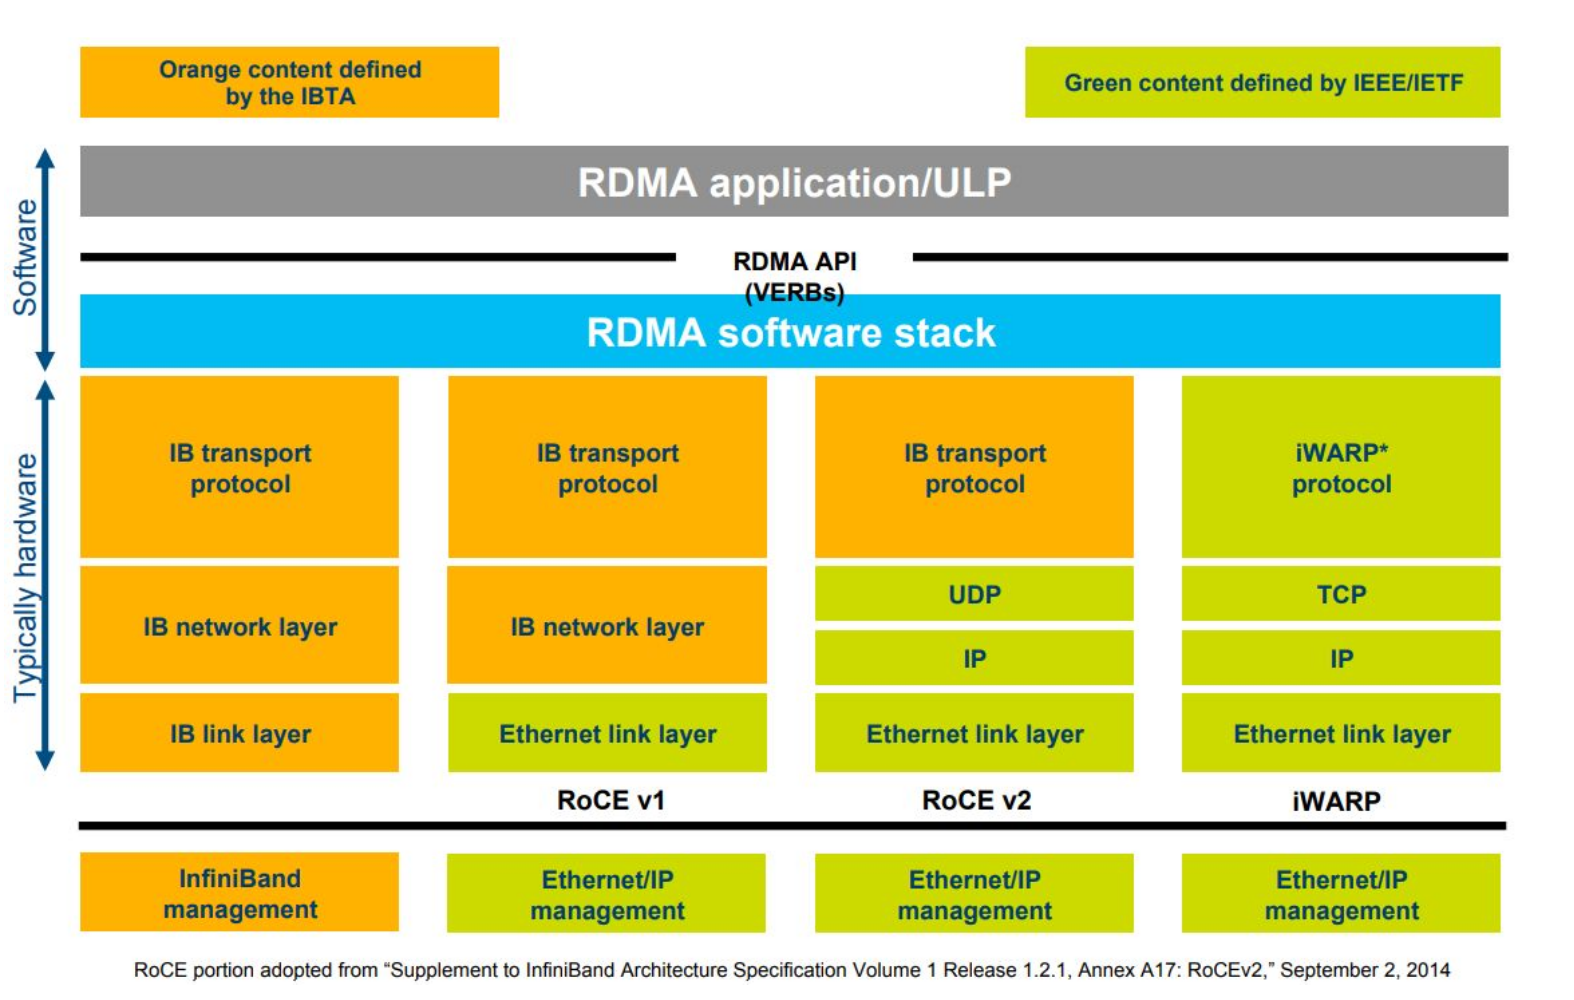 Orange content defined
by the IBTA
Green content defined by IEEE/IETF
Software
RDMA application/ULP
RDMA API
(VERBs)
RDMA software stack
Typically hardware
IB transport
protocol
IB transport
protocol
IB transport
protocol
iWARP*
protocol
IB network layer
IB network layer
UDP
TCP
IP
IP
IB link layer
Ethernet link layer
Ethernet link layer
Ethernet link layer
RoCE v1
RoCE v2
iWARP
InfiniBand
management
Ethernet/IP
management
Ethernet/IP
management
Ethernet/IP
management
RoCE portion adopted from “Supplement to InfiniBand Architecture Specification Volume 1 Release 1.2.1, Annex A17: RoCEv2,” September 2, 2014